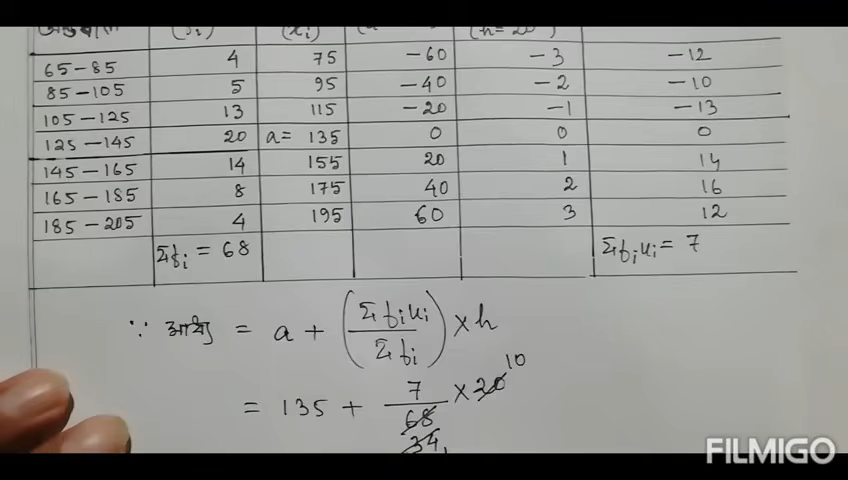 (xᵢ) (h=20)
65-85 4 75 -60 -3 -12
85-105 5 95 -40 -2 -10
105-125 13 115 -20 -1 -13
125-145 20 a= 135 0 0 0
145-165 14 155 20 1 14
165-185 8 175 40 2 16
185-205 4 195 60 3 12
Σfᵢ = 68 Σfᵢuᵢ = 7
∵ माध्य = a + (Σfᵢuᵢ / Σfᵢ) × h
= 135 + 7/68 × 20 10
34
FILMIGO